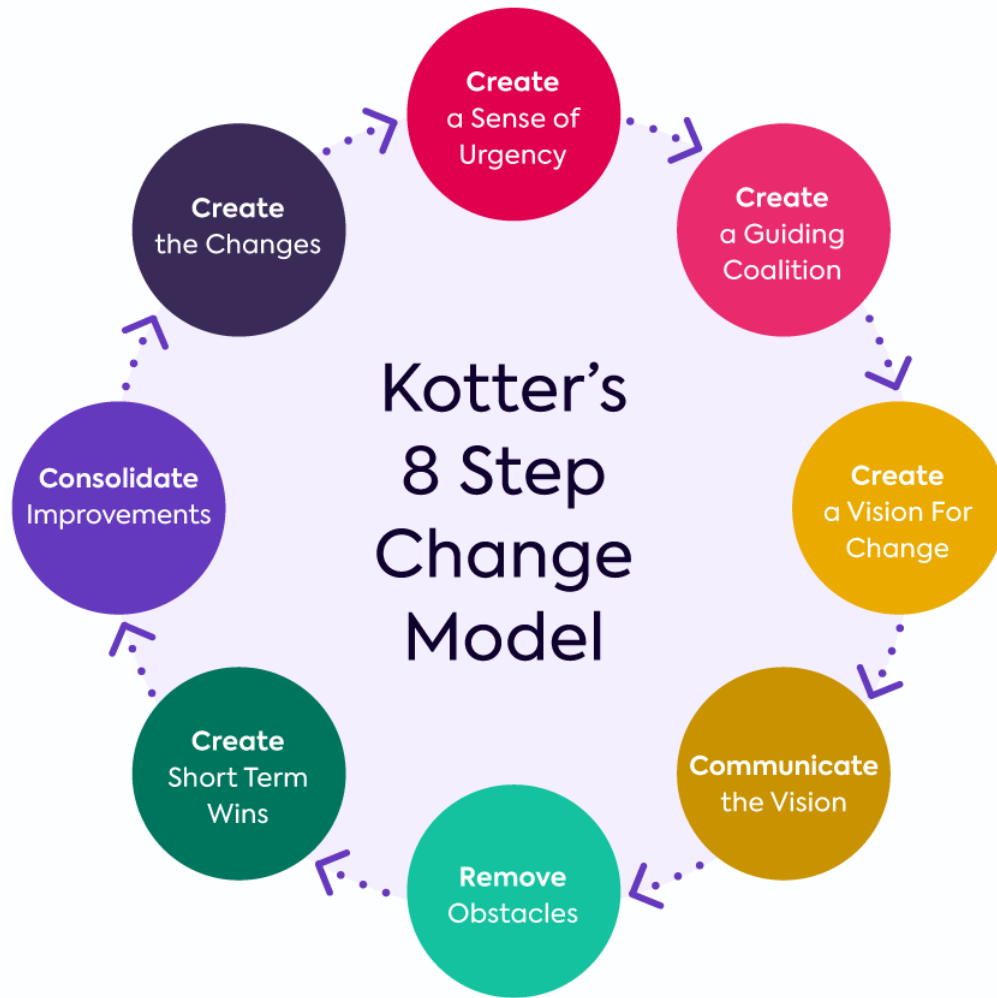 Create
a Sense of
Urgency
Create
a Guiding
Coalition
Create
a Vision For
Change
Communicate
the Vision
Remove
Obstacles
Create
Short Term
Wins
Consolidate
Improvements
Create
the Changes
Kotter’s
8 Step
Change
Model